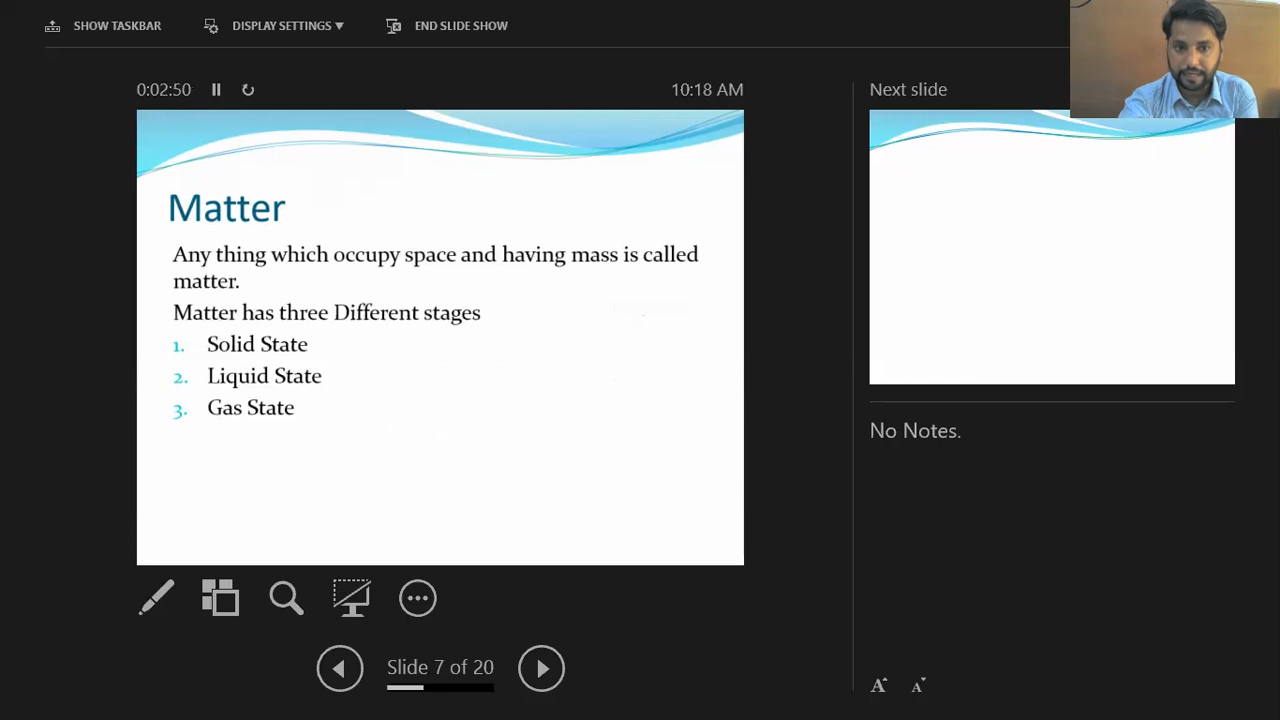 SHOW TASKBAR
DISPLAY SETTINGS ▼
END SLIDE SHOW
0:02:50
10:18 AM
Matter
Any thing which occupy space and having mass is called
matter.
Matter has three Different stages
1. Solid State
2. Liquid State
3. Gas State
Slide 7 of 20
Next slide
No Notes.
A A